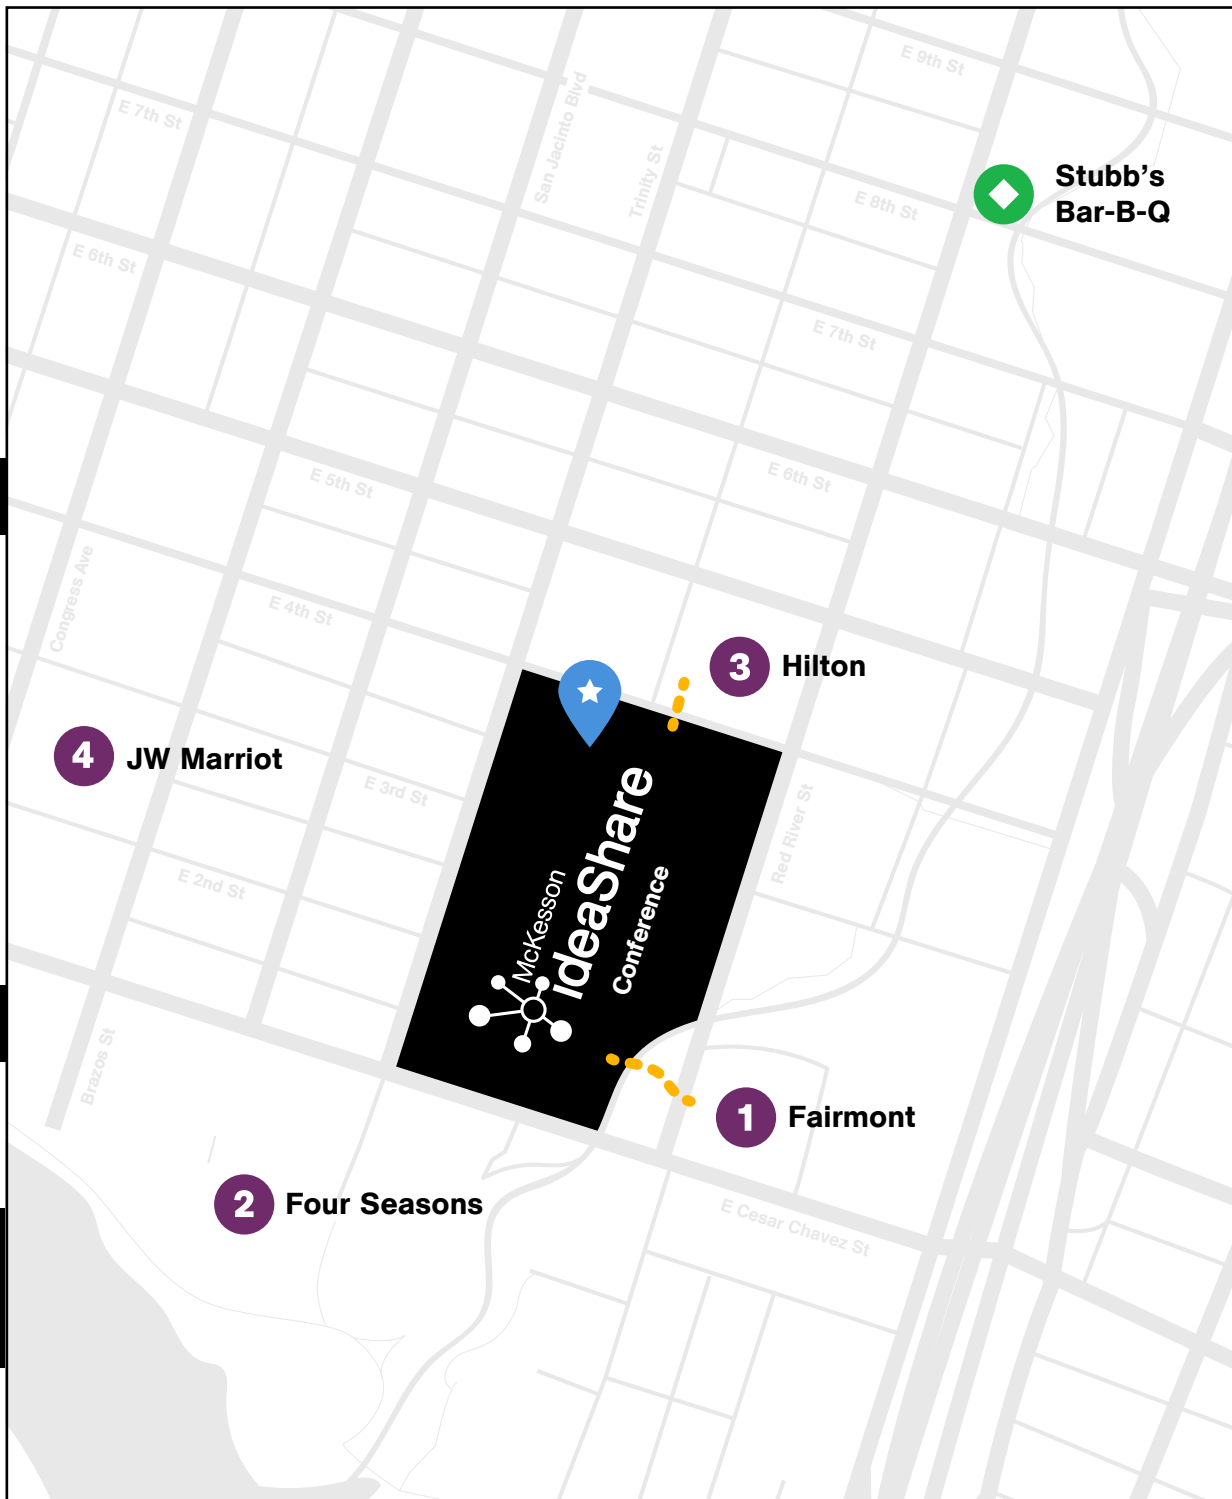 E 9th St
San Jacinto Blvd
E 7th St
Trinity St
Stubb's
Bar-B-Q
E 8th St
E 6th St
E 7th St
E 5th St
E 6th St
Congress Ave
E 4th St
3 Hilton
4 JW Marriot
E 3rd St
Red River St
E 2nd St
McKesson
ideaShare
Conference
Brazos St
1 Fairmont
2 Four Seasons
E Cesar Chavez St